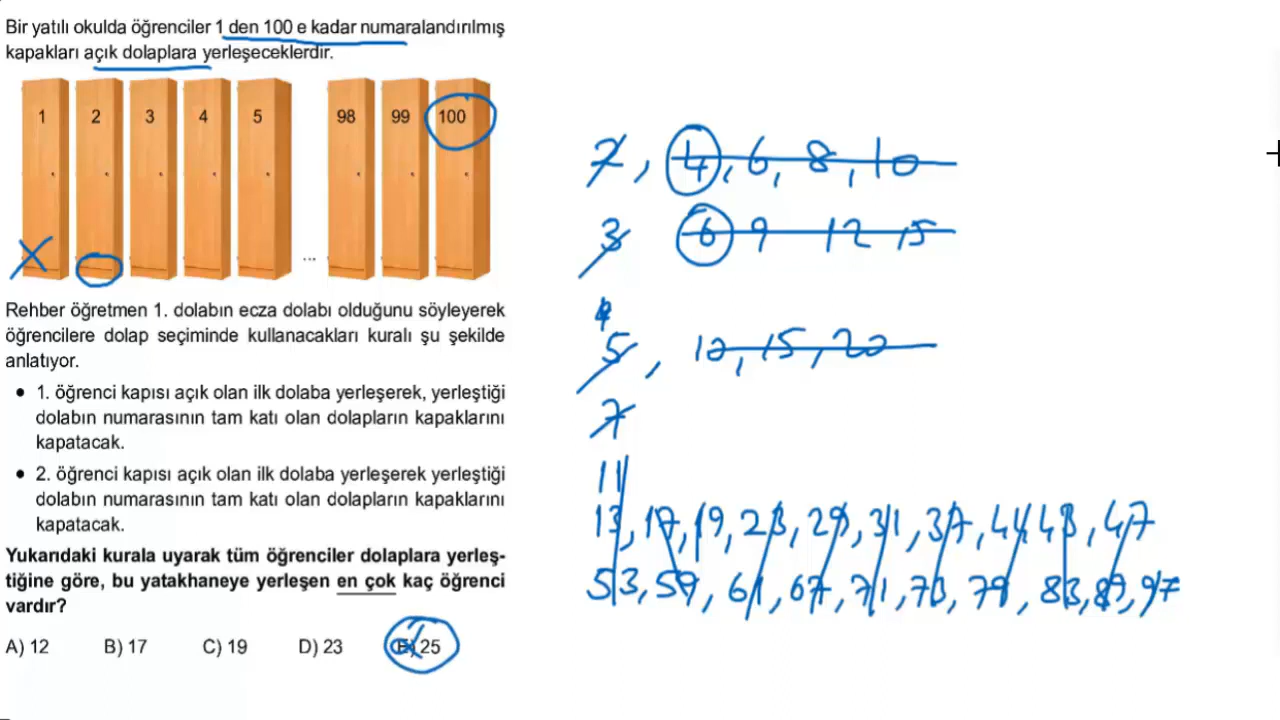 Bir yatılı okulda öğrenciler 1 den 100 e kadar numaralandırılmış
kapakları açık dolaplara yerleşeceklerdir.
1 2 3 4 5 ... 98 99 100
Rehber öğretmen 1. dolabın ecza dolabı olduğunu söyleyerek
öğrencilere dolap seçiminde kullanacakları kuralı şu şekilde
anlatıyor.
• 1. öğrenci kapısı açık olan ilk dolaba yerleşerek, yerleştiği
dolabın numarasının tam katı olan dolapların kapaklarını
kapatacak.
• 2. öğrenci kapısı açık olan ilk dolaba yerleşerek yerleştiği
dolabın numarasının tam katı olan dolapların kapaklarını
kapatacak.
Yukarıdaki kurala uyarak tüm öğrenciler dolaplara yerleş-
tiğine göre, bu yatakhaneye yerleşen en çok kaç öğrenci
vardır?
A) 12 B) 17 C) 19 D) 23 E) 25
2, 4, 6, 8, 10
3 6 9 12 15
5, 10, 15, 20
7
11
13, 17, 19, 23, 29, 31, 37, 41, 43, 47
53, 59, 61, 67, 71, 73, 79, 83, 89, 97